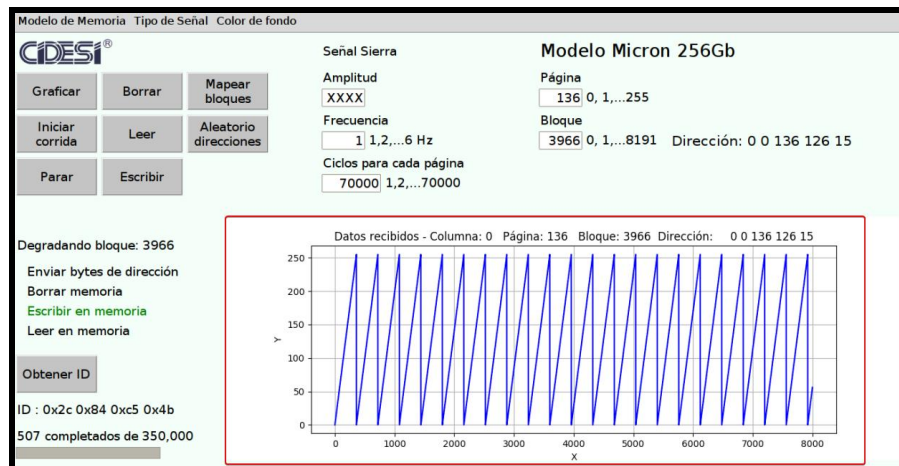 Modelo de Memoria Tipo de Señal Color de fondo
CIDESI®
Señal Sierra
Modelo Micron 256Gb
Graficar
Borrar
Mapear
bloques
Iniciar
corrida
Leer
Aleatorio
direcciones
Parar
Escribir
Amplitud
XXXX
Frecuencia
1 1,2,...6 Hz
Ciclos para cada página
70000 1,2,...70000
Página
136 0, 1,...255
Bloque
3966 0, 1,...8191 Dirección: 0 0 136 126 15
Degradando bloque: 3966
Enviar bytes de dirección
Borrar memoria
Escribir en memoria
Leer en memoria
Obtener ID
ID : 0x2c 0x84 0xc5 0x4b
507 completados de 350,000
Datos recibidos - Columna: 0 Página: 136 Bloque: 3966 Dirección: 0 0 136 126 15
250
200
150
100
50
0
Y
0 1000 2000 3000 4000 5000 6000 7000 8000
X